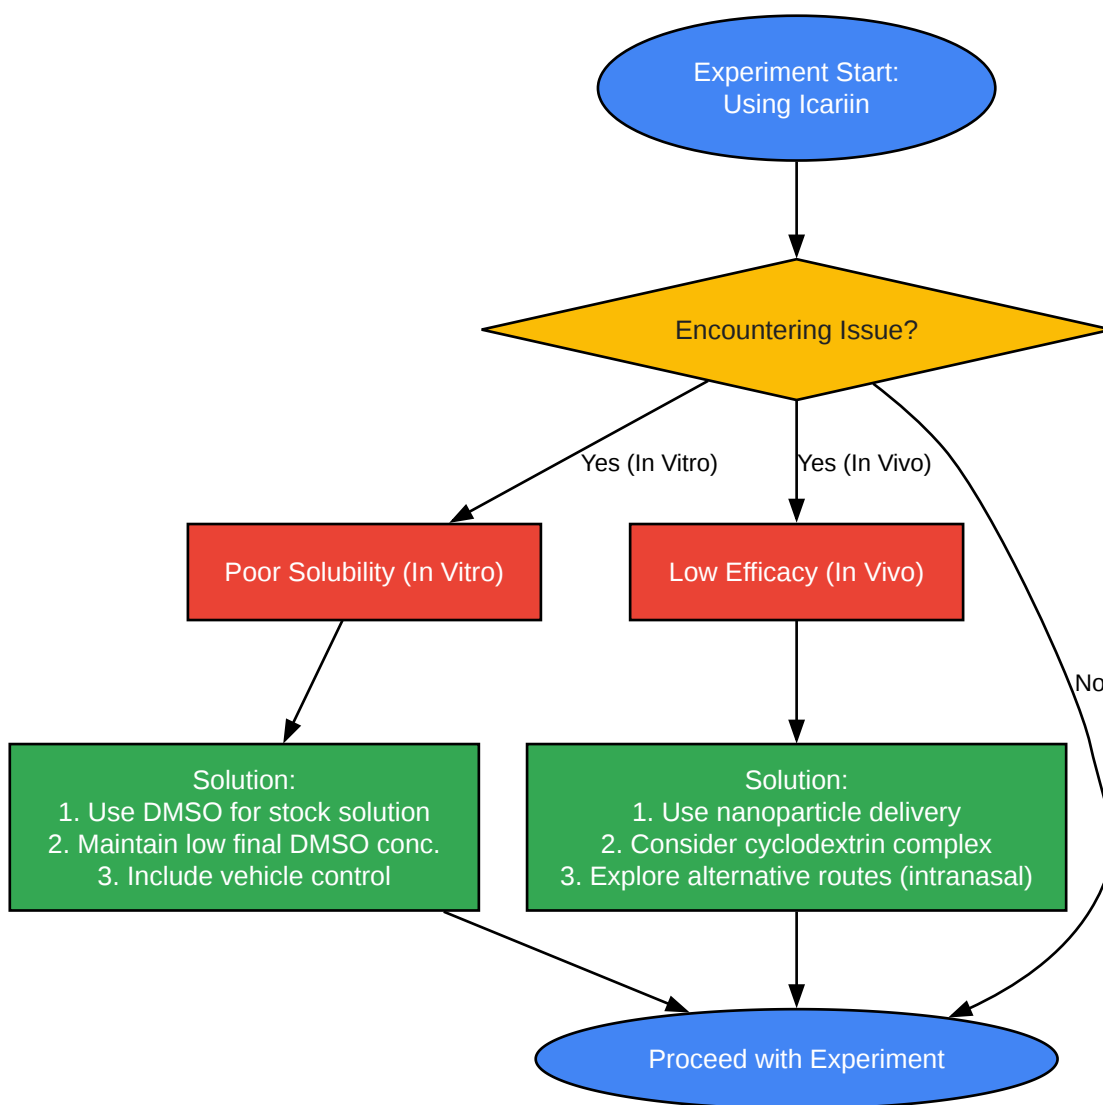 Experiment Start:
Using Icariin
Encountering Issue?
Yes (In Vitro)
Yes (In Vivo)
Poor Solubility (In Vitro)
Low Efficacy (In Vivo)
No
Solution:
1. Use DMSO for stock solution
2. Maintain low final DMSO conc.
3. Include vehicle control
Solution:
1. Use nanoparticle delivery
2. Consider cyclodextrin complex
3. Explore alternative routes (intranasal)
Proceed with Experiment